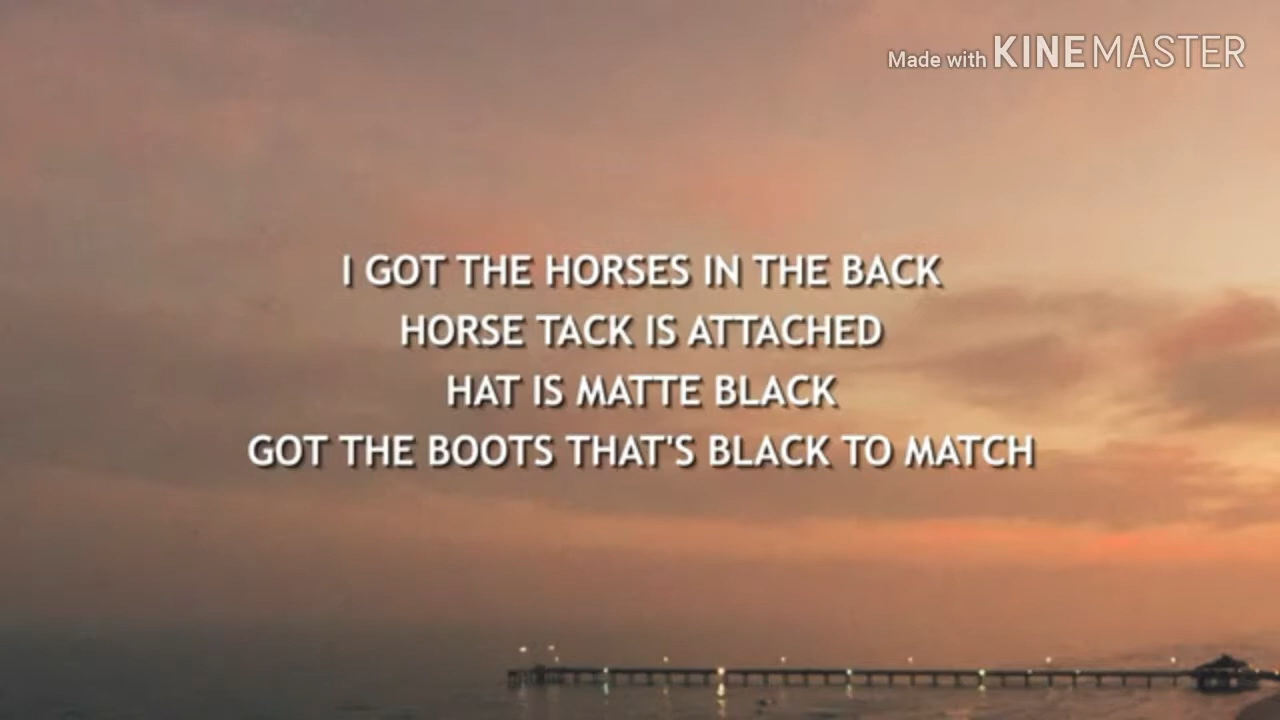 Made with KINEMASTER
I GOT THE HORSES IN THE BACK
HORSE TACK IS ATTACHED
HAT IS MATTE BLACK
GOT THE BOOTS THAT'S BLACK TO MATCH